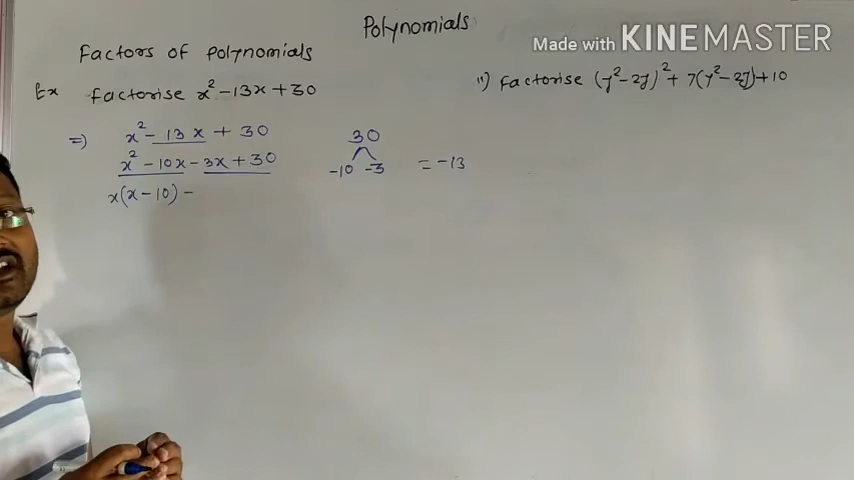 Polynomials
Made with KINEMASTER
Factors of Polynomials
Ex Factorise x² - 13x + 30
=) x² - 13x + 30
x² - 10x - 3x + 30
x(x - 10) -
30
-10 -3 = -13
ii) Factorise (y² - 2y)² + 7(y² - 2y) + 10